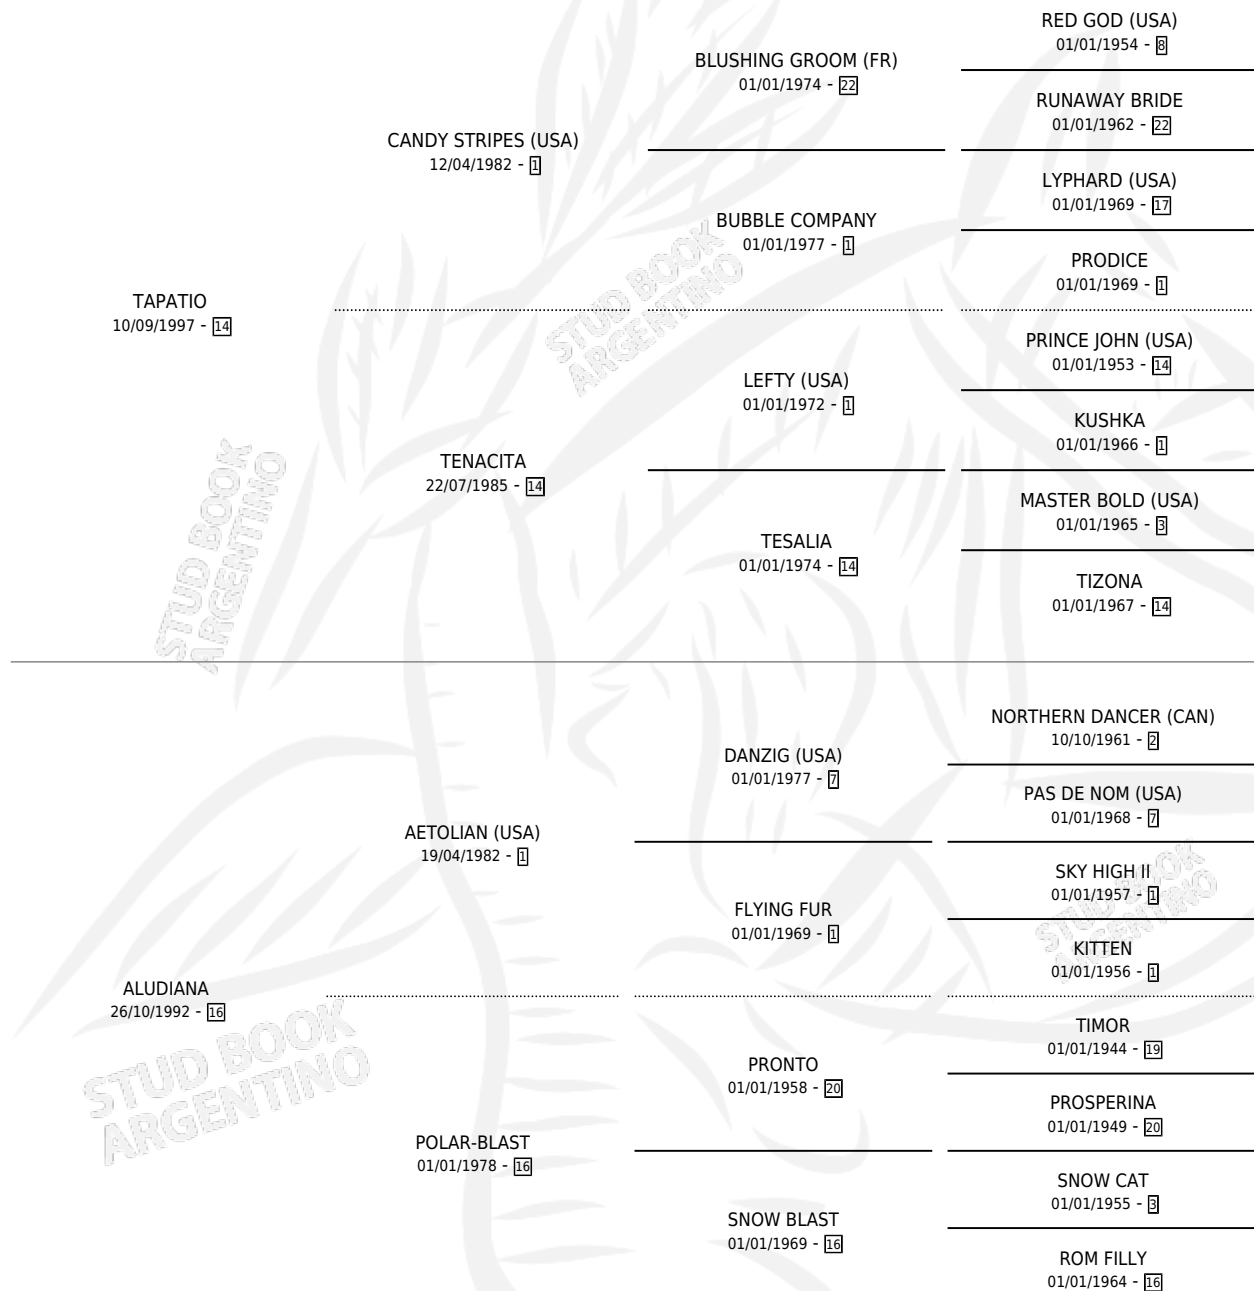 RED GOD (USA)
01/01/1954 - 8
BLUSHING GROOM (FR)
01/01/1974 - 22
RUNAWAY BRIDE
01/01/1962 - 22
CANDY STRIPES (USA)
12/04/1982 - 1
LYPHARD (USA)
01/01/1969 - 17
BUBBLE COMPANY
01/01/1977 - 1
PRODICE
01/01/1969 - 1
TAPATIO
10/09/1997 - 14
PRINCE JOHN (USA)
01/01/1953 - 14
LEFTY (USA)
01/01/1972 - 1
KUSHKA
01/01/1966 - 1
TENACITA
22/07/1985 - 14
MASTER BOLD (USA)
01/01/1965 - 3
TESALIA
01/01/1974 - 14
TIZONA
01/01/1967 - 14
NORTHERN DANCER (CAN)
10/10/1961 - 2
DANZIG (USA)
01/01/1977 - 7
PAS DE NOM (USA)
01/01/1968 - 7
AETOLIAN (USA)
19/04/1982 - 1
SKY HIGH II
01/01/1957 - 1
FLYING FUR
01/01/1969 - 1
KITTEN
01/01/1956 - 1
ALUDIANA
26/10/1992 - 16
TIMOR
01/01/1944 - 19
PRONTO
01/01/1958 - 20
PROSPERINA
01/01/1949 - 20
POLAR-BLAST
01/01/1978 - 16
SNOW CAT
01/01/1955 - 3
SNOW BLAST
01/01/1969 - 16
ROM FILLY
01/01/1964 - 16
STUD BOOK
ARGENTINO
STUD BOOK
ARGENTINO
STUD BOOK
ARGENTINO
STUD BOOK
ARGENTINO